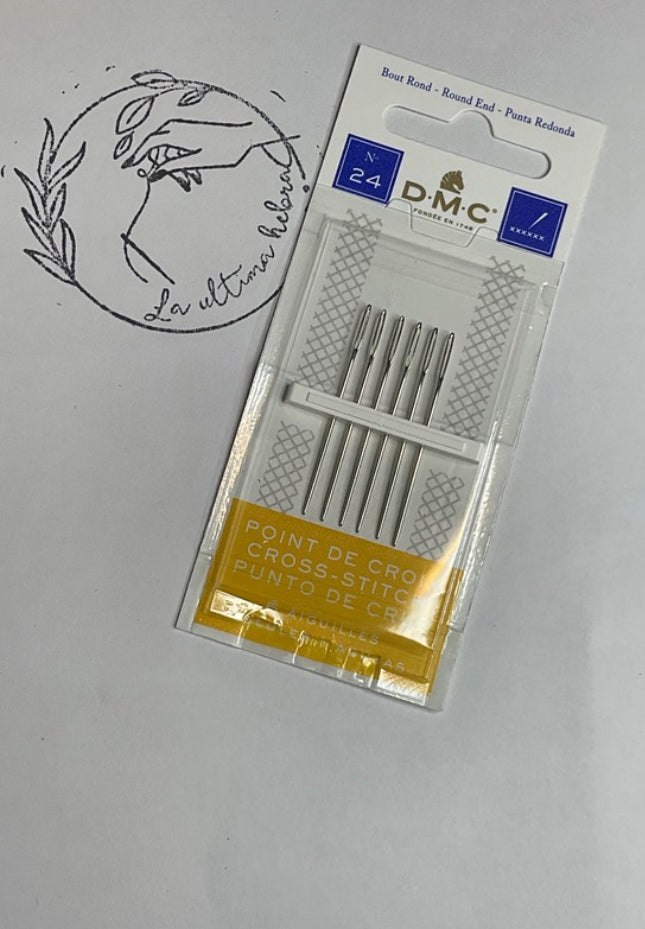 La ultima hebra
Bout Rond - Round End - Punta Redonda
N°
24
D·M·C®
FONDÉE EN 1746
xxxxxx
POINT DE CRO
CROSS-STITC
PUNTO DE CR
AIGUILLES